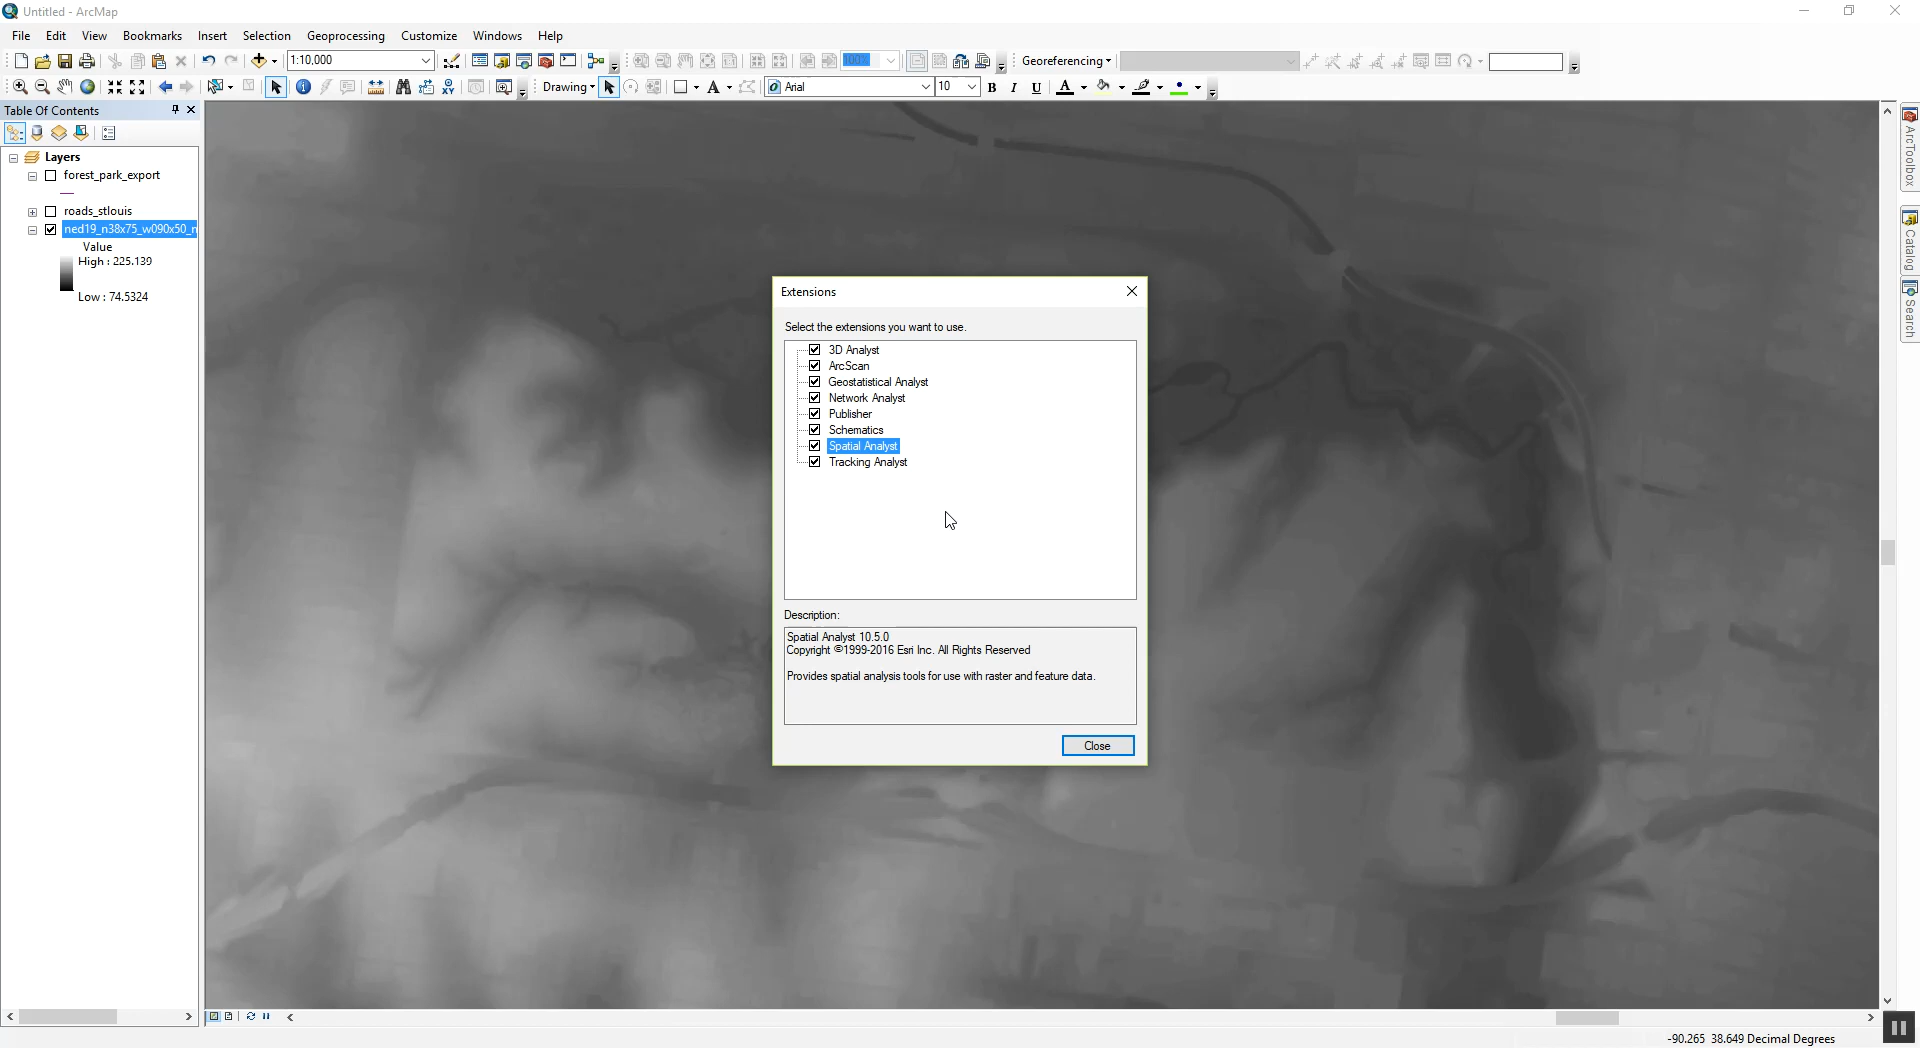 Untitled - ArcMap
File Edit View Bookmarks Insert Selection Geoprocessing Customize Windows Help
1:10,000
100%
Georeferencing
Drawing
A
Arial
10
B I U A
Table Of Contents
Layers
forest_park_export
roads_stlouis
ned19_n38x75_w090x50_n
Value
High : 225.139
Low : 74.5324
Extensions
Select the extensions you want to use.
3D Analyst
ArcScan
Geostatistical Analyst
Network Analyst
Publisher
Schematics
Spatial Analyst
Tracking Analyst
Description:
Spatial Analyst 10.5.0
Copyright ©1999-2016 Esri Inc. All Rights Reserved
Provides spatial analysis tools for use with raster and feature data.
Close
ArcToolbox
Catalog
Search
-90.265 38.649 Decimal Degrees